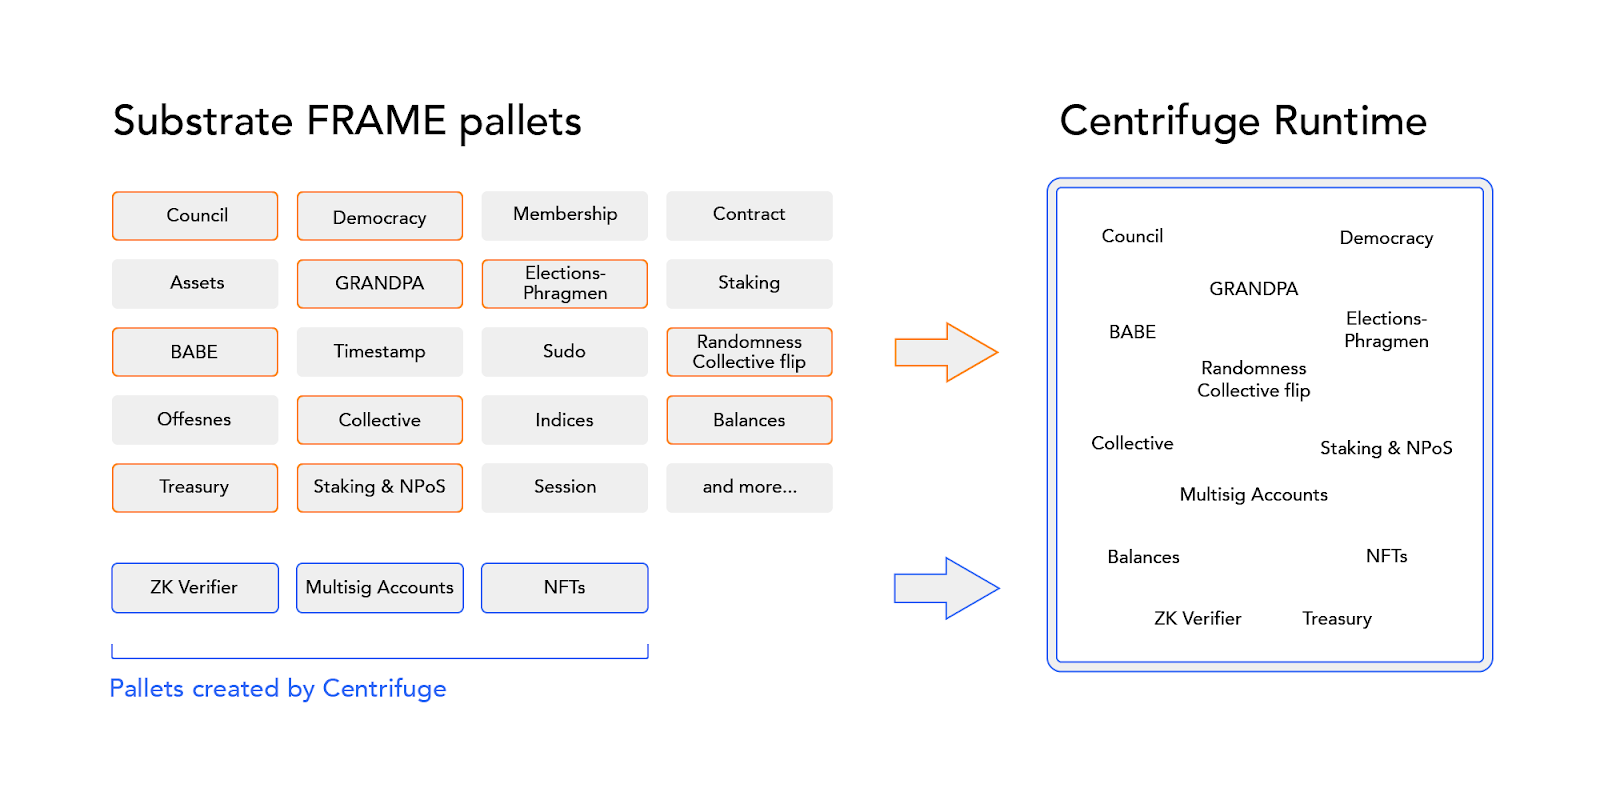 Substrate FRAME pallets
Council
Democracy
Membership
Contract
Assets
GRANDPA
Elections-
Phragmen
Staking
BABE
Timestamp
Sudo
Randomness
Collective flip
Offesnes
Collective
Indices
Balances
Treasury
Staking & NPoS
Session
and more...
ZK Verifier
Multisig Accounts
NFTs
Pallets created by Centrifuge
Centrifuge Runtime
Council
Democracy
GRANDPA
BABE
Elections-
Phragmen
Randomness
Collective flip
Collective
Staking & NPoS
Multisig Accounts
Balances
NFTs
ZK Verifier
Treasury